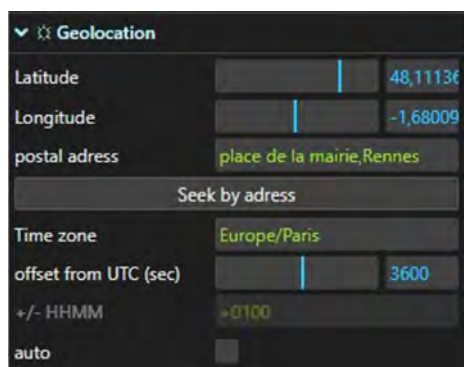 Geolocation
Latitude 48,11136
Longitude -1,68009
postal adress place de la mairie,Rennes
Seek by adress
Time zone Europe/Paris
offset from UTC (sec) 3600
+/- HHMM +0100
auto